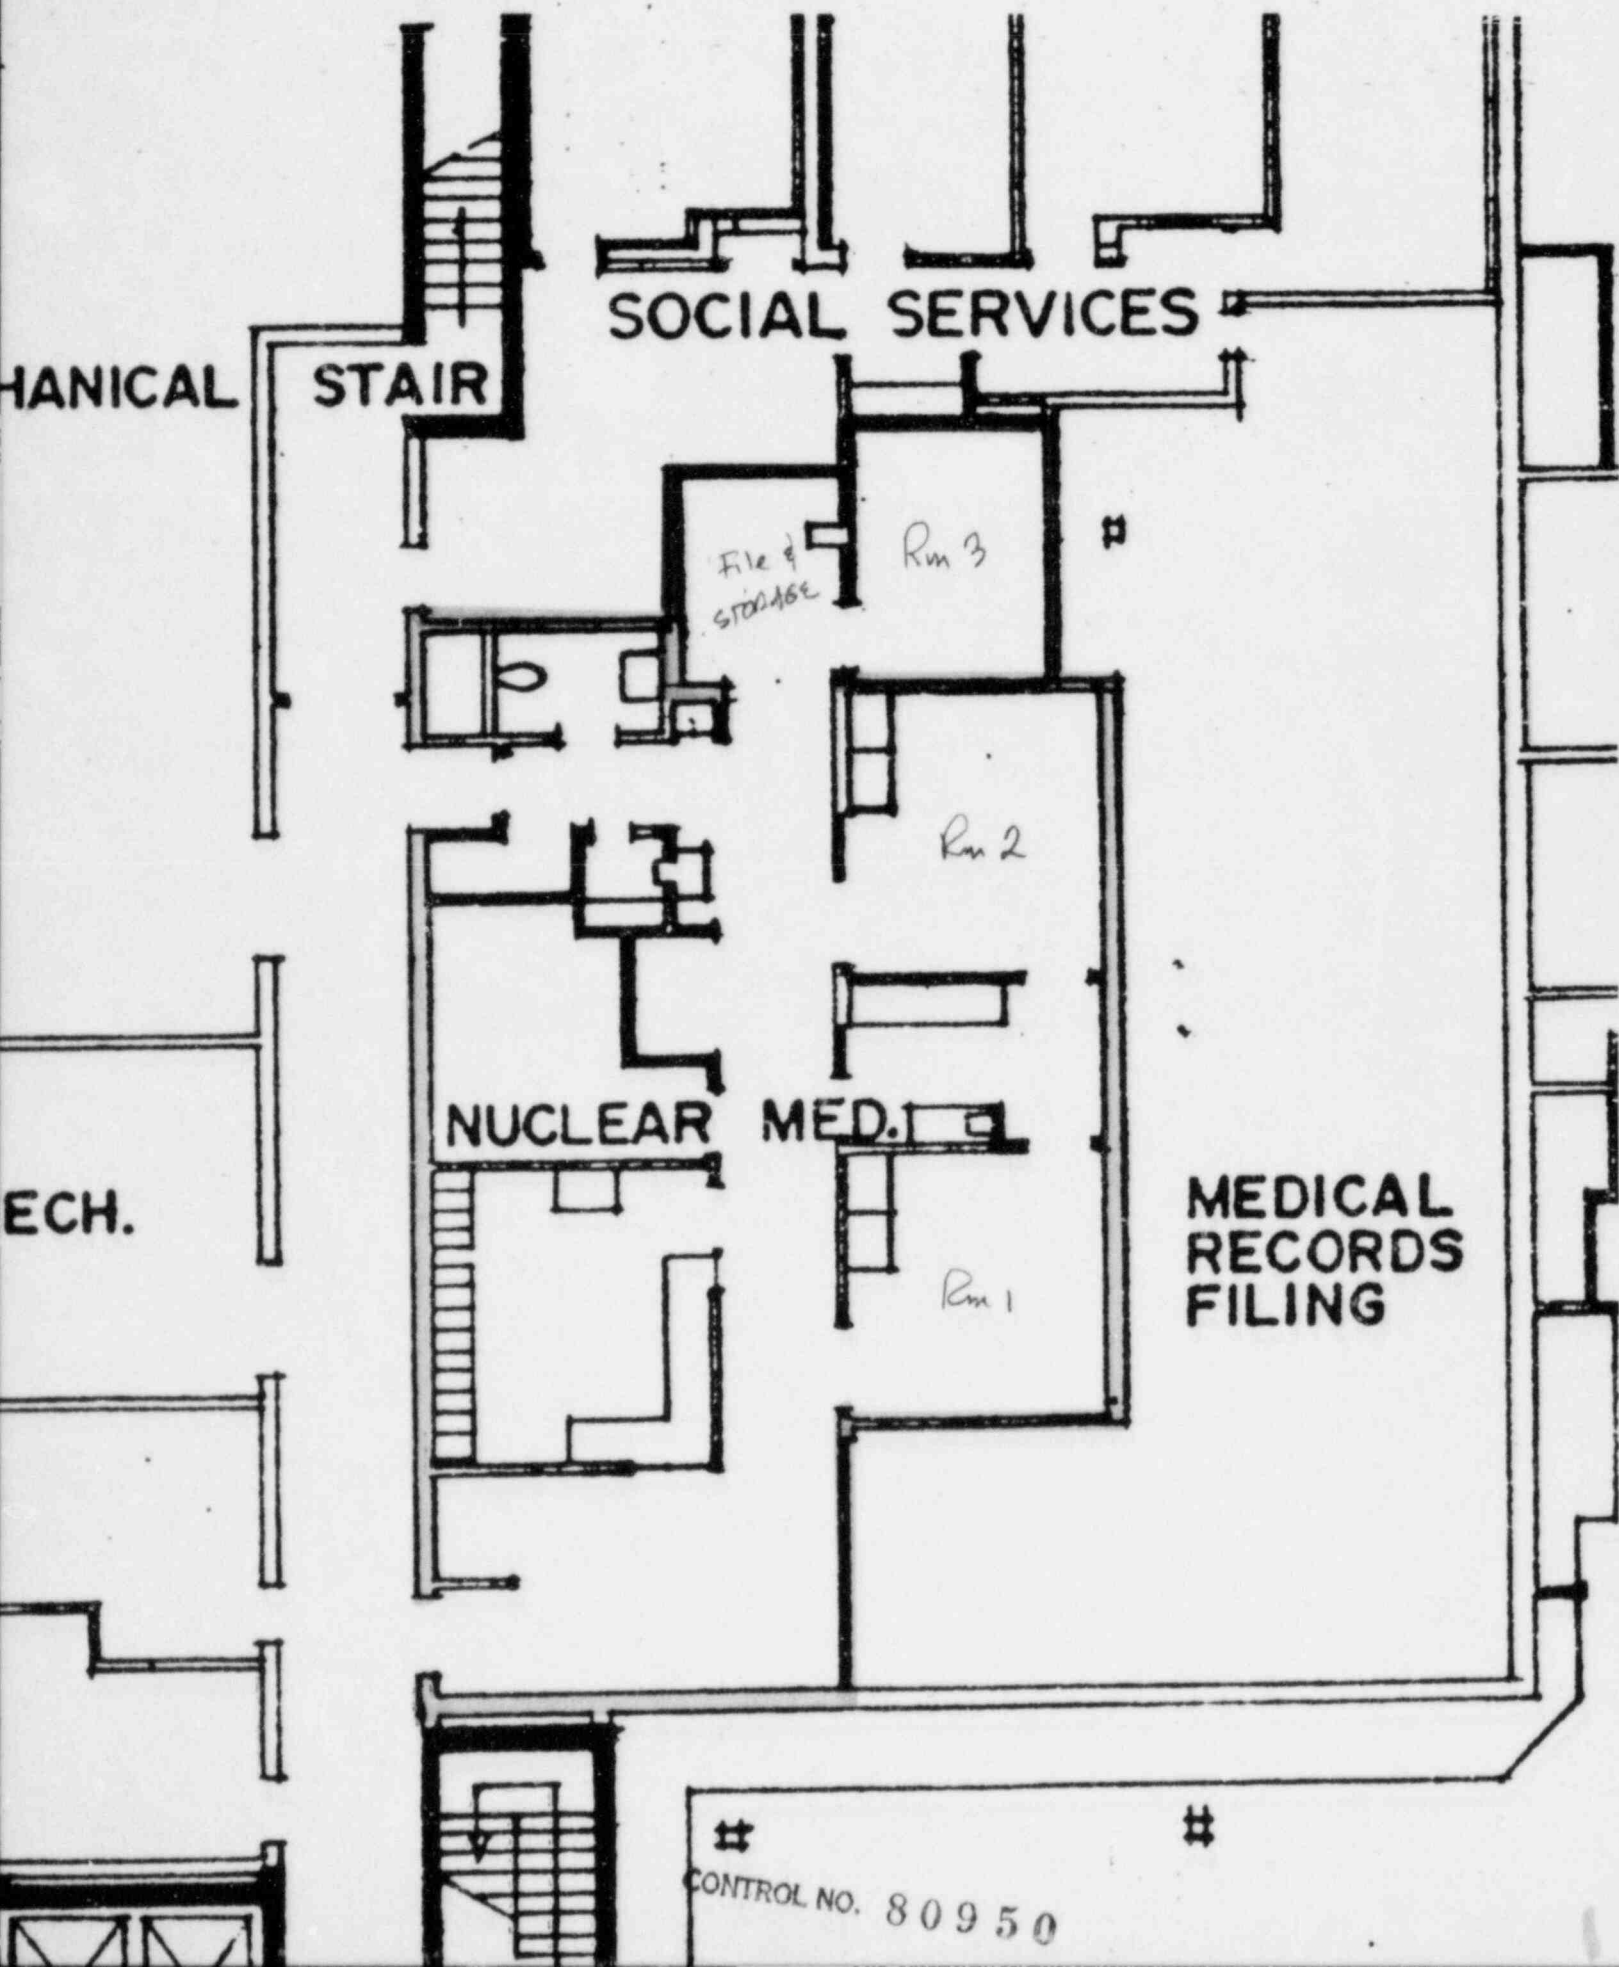 SOCIAL SERVICES
HANICAL STAIR
File &
STORAGE
Rm 3
Rm 2
NUCLEAR MED.
ECH.
MEDICAL
RECORDS
FILING
Rm 1
CONTROL NO. 80950